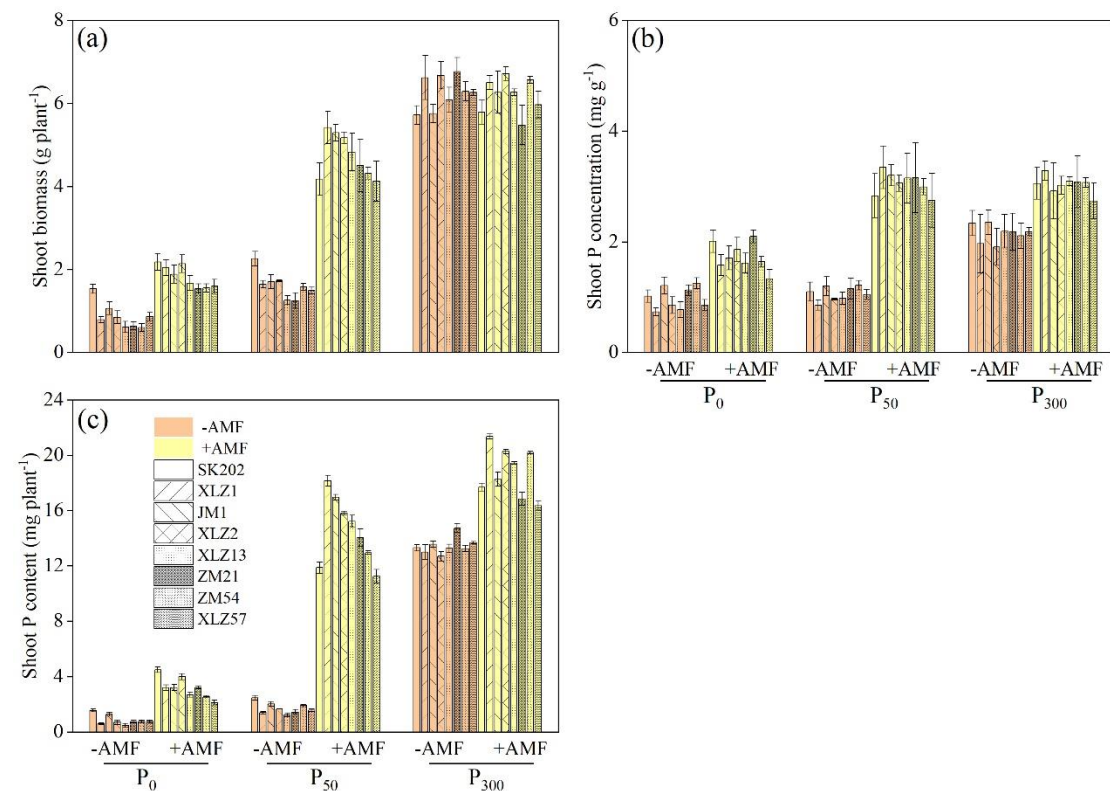 (a)
Shoot biomass (g plant⁻¹)
8
6
4
2
0
(b)
Shoot P concentration (mg g⁻¹)
6
4
2
0
-AMF +AMF -AMF +AMF -AMF +AMF
P₀ P₅₀ P₃₀₀
(c)
Shoot P content (mg plant⁻¹)
24
20
16
12
8
4
0
-AMF
+AMF
SK202
XLZ1
JM1
XLZ2
XLZ13
ZM21
ZM54
XLZ57
-AMF +AMF -AMF +AMF -AMF +AMF
P₀ P₅₀ P₃₀₀